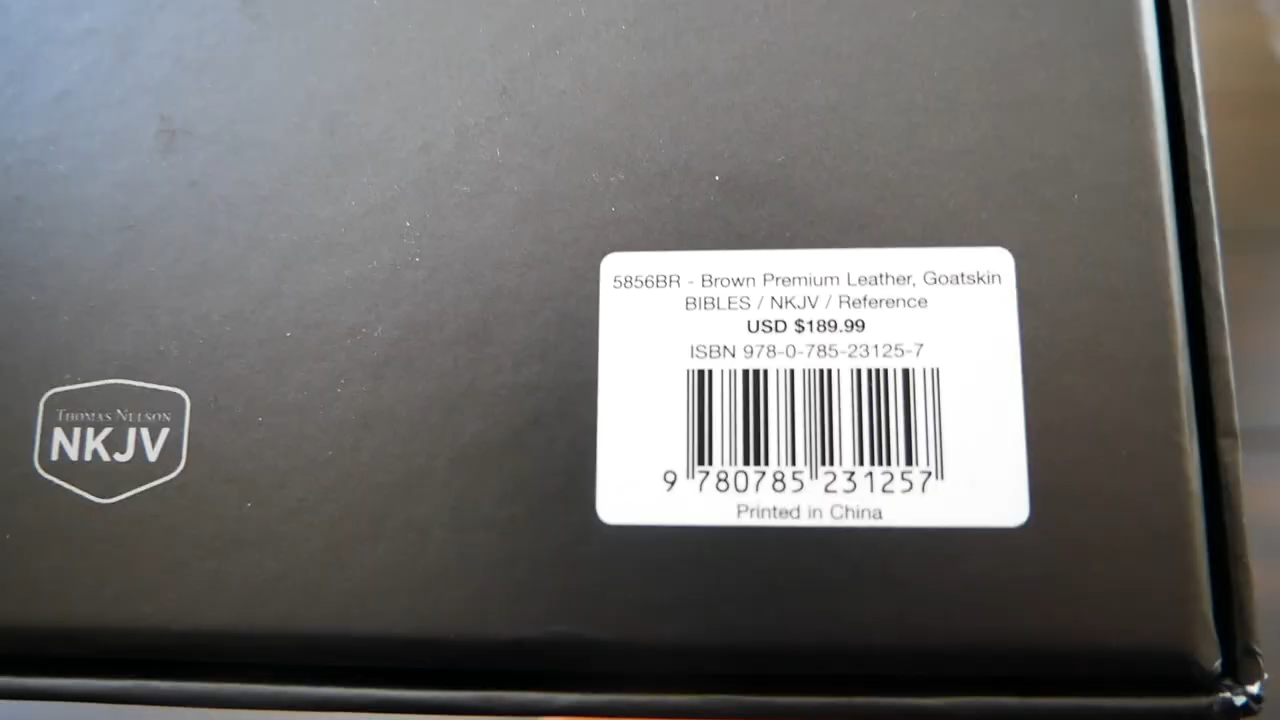 5856BR - Brown Premium Leather, Goatskin
BIBLES / NKJV / Reference
USD $189.99
ISBN 978-0-785-23125-7
9 780785 231257
Printed in China
THOMAS NELSON
NKJV